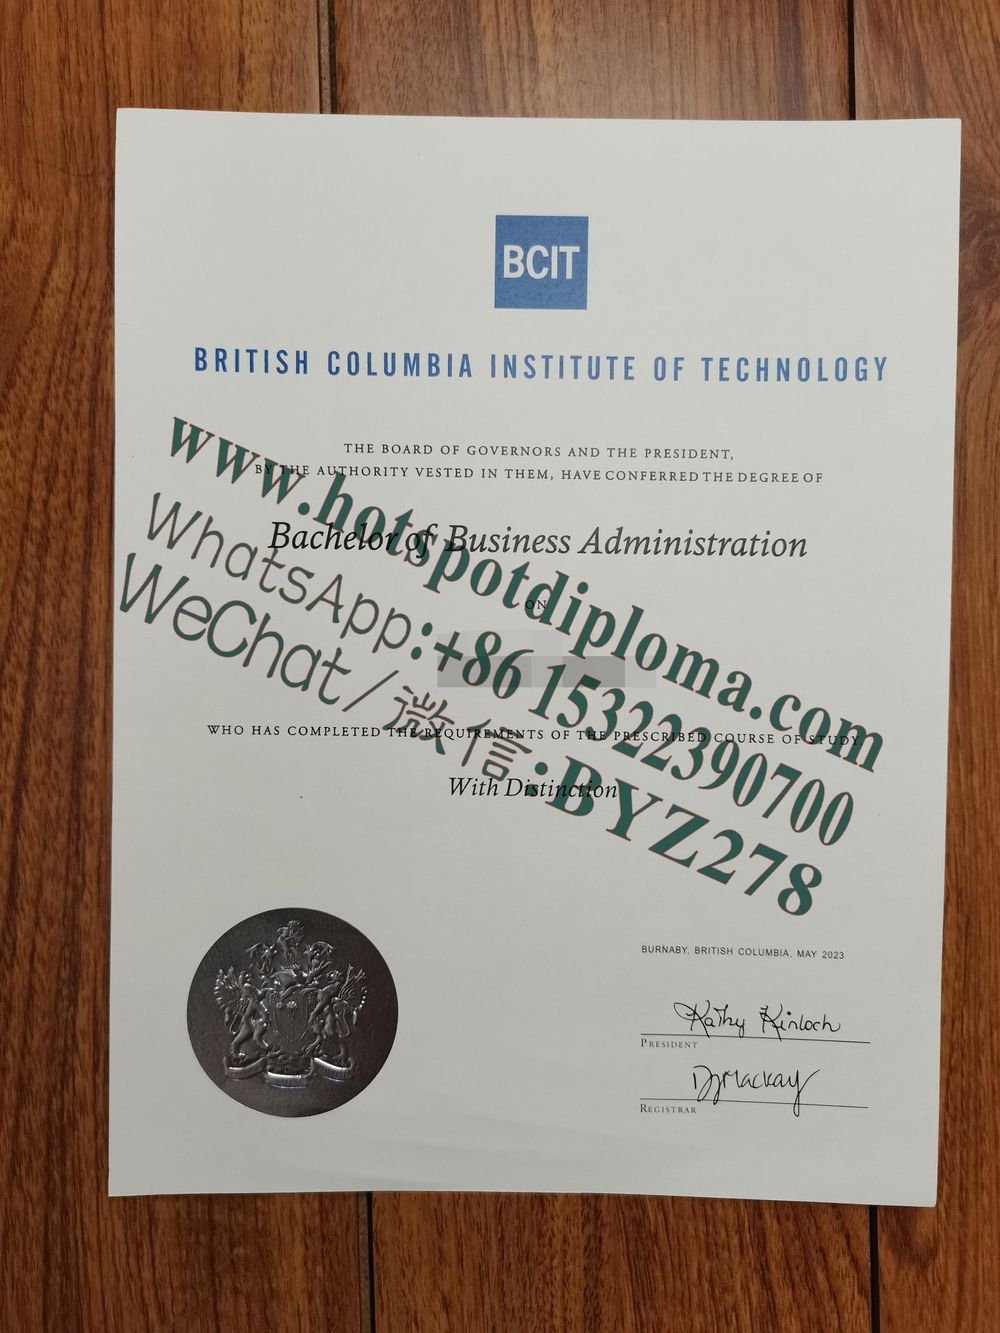 BCIT
BRITISH COLUMBIA INSTITUTE OF TECHNOLOGY
THE BOARD OF GOVERNORS AND THE PRESIDENT,
BY THE AUTHORITY VESTED IN THEM, HAVE CONFERRED THE DEGREE OF
Bachelor of Business Administration
ON
WHO HAS COMPLETED THE REQUIREMENTS OF THE PRESCRIBED COURSE OF STUDY
With Distinction
www.hotspotdiploma.com
WhatsApp:+86 15322390700
WeChat/微信:BYZ278
BURNABY, BRITISH COLUMBIA, MAY 2023
Kathy Kinloch
PRESIDENT
DJMackay
REGISTRAR